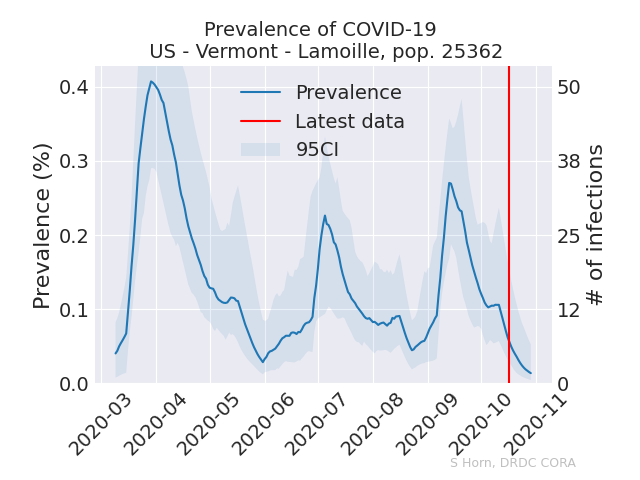 Prevalence of COVID-19
US - Vermont - Lamoille, pop. 25362
Prevalence
Latest data
95CI
Prevalence (%)
0.4
0.3
0.2
0.1
0.0
50
38
25
12
0
# of infections
2020-03
2020-04
2020-05
2020-06
2020-07
2020-08
2020-09
2020-10
2020-11
S Horn, DRDC CORA